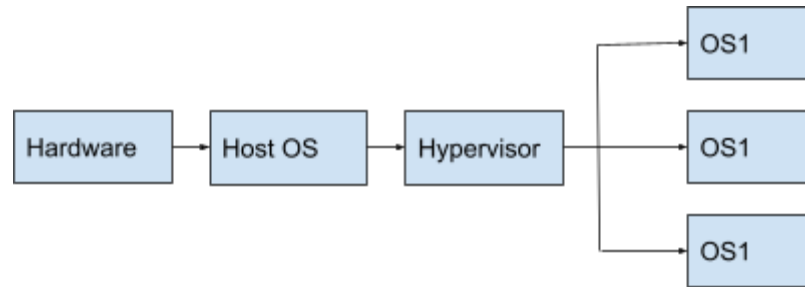 OS1
Hardware
Host OS
Hypervisor
OS1
OS1